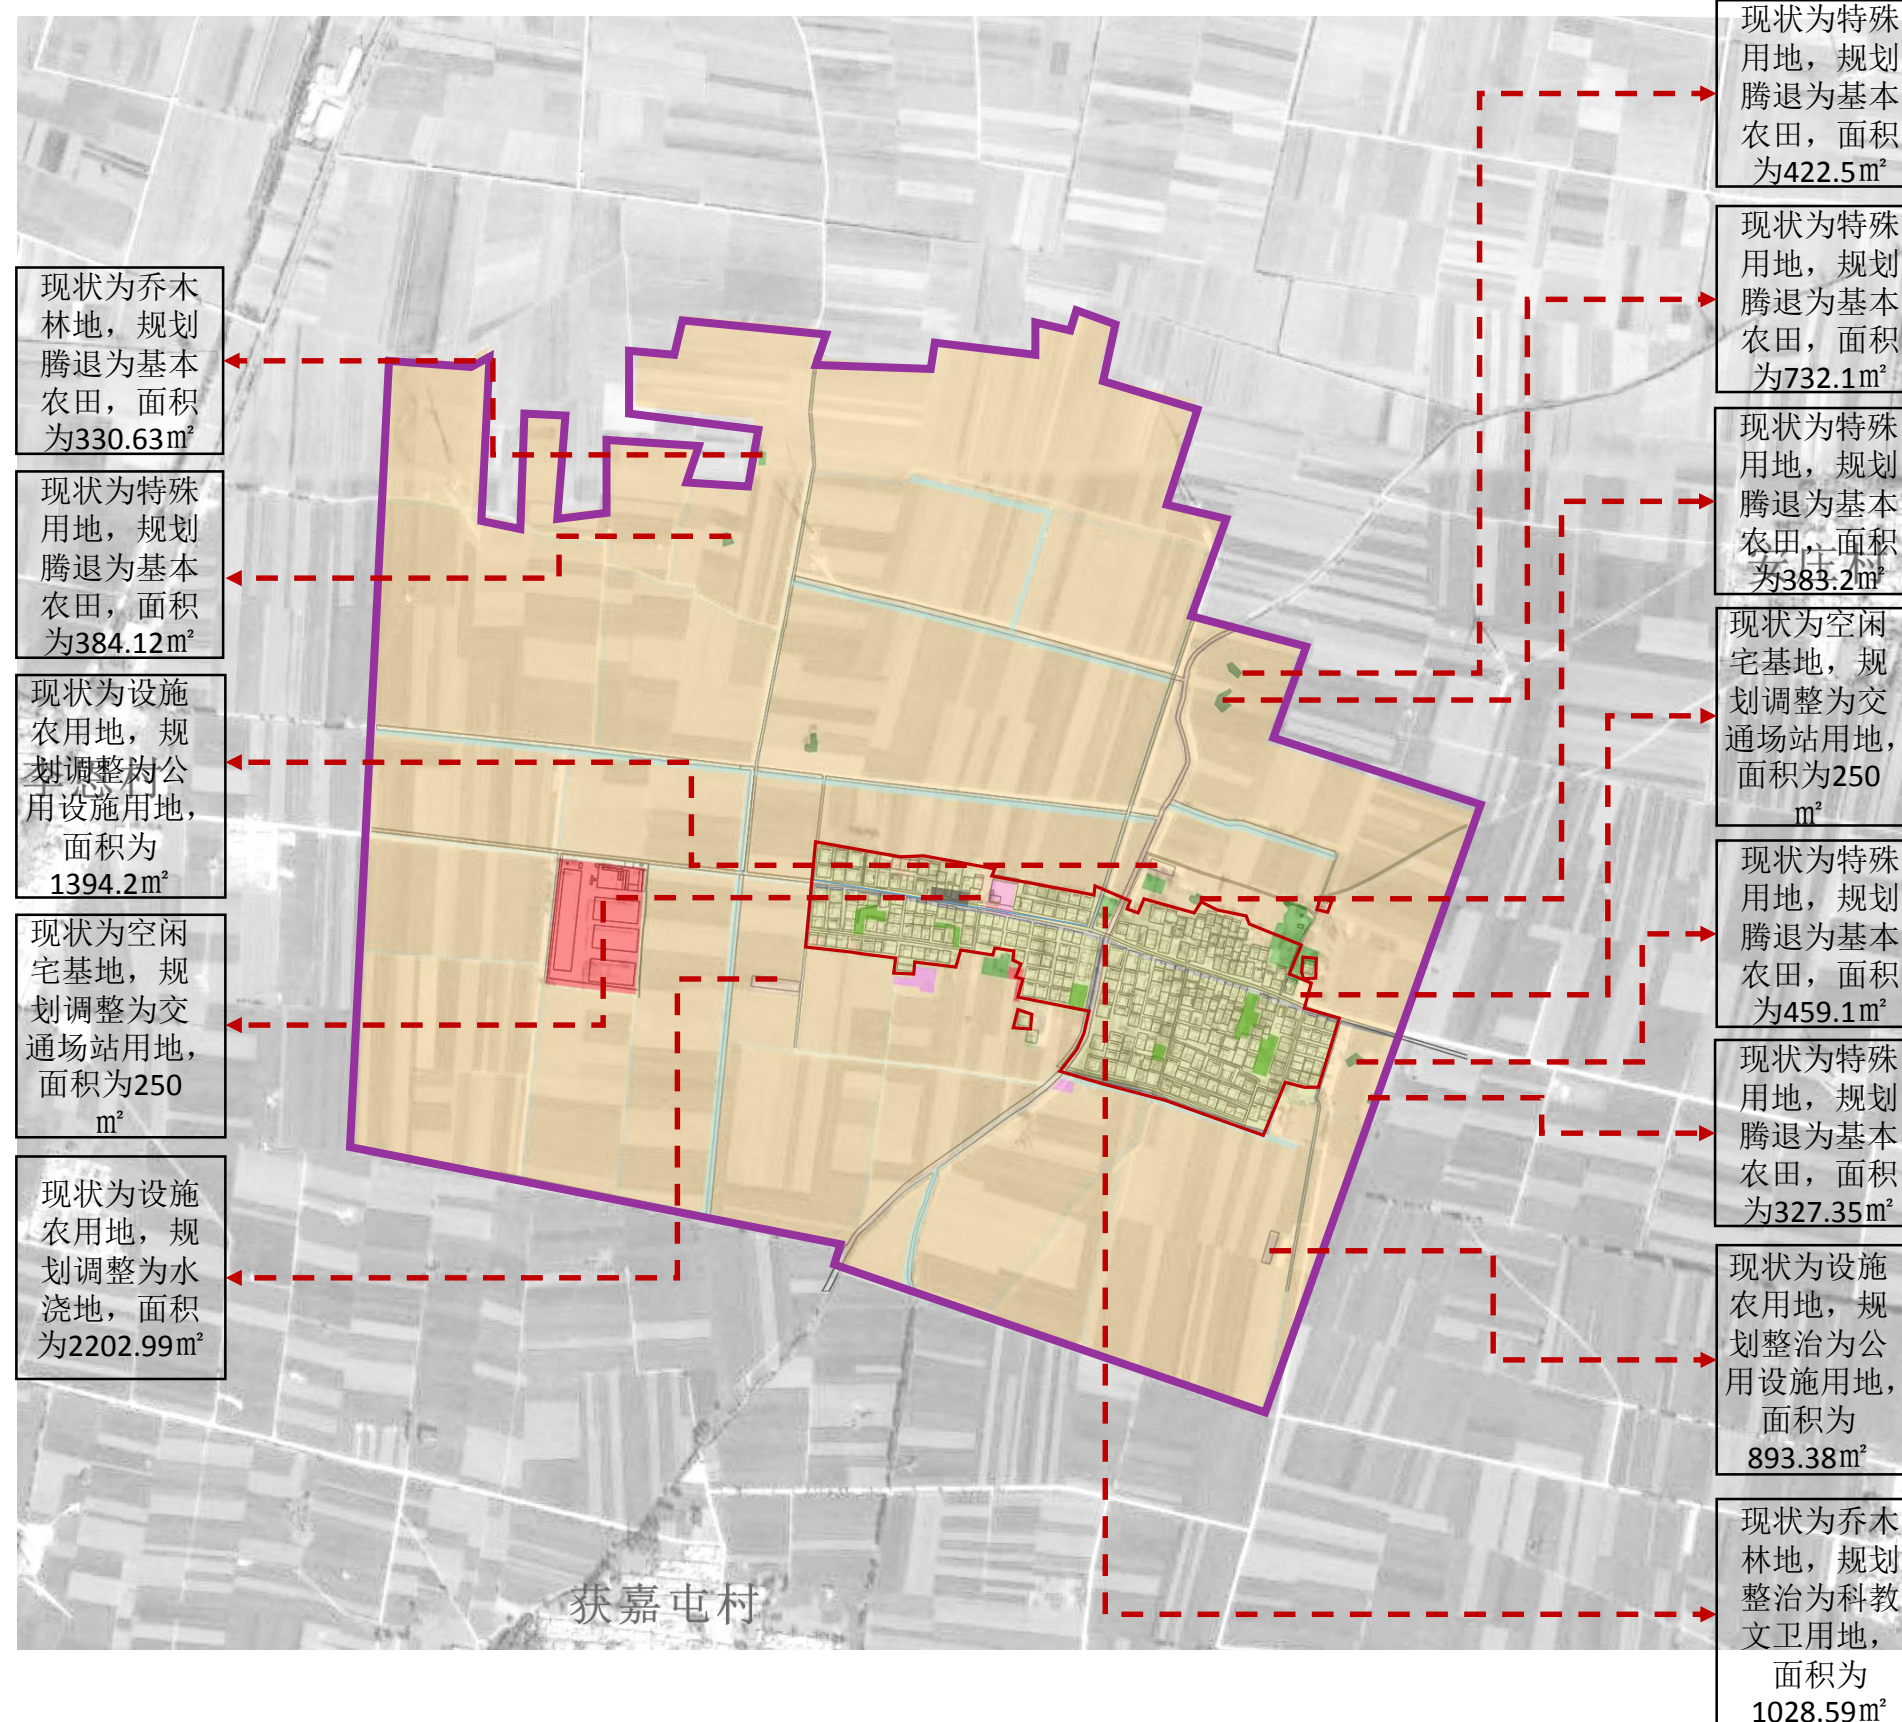 现状为乔木
林地，规划
腾退为基本
农田，面积
为330.63㎡
现状为特殊
用地，规划
腾退为基本
农田，面积
为384.12㎡
现状为设施
农用地，规
划调整为公
用设施用地，
面积为
1394.2㎡
现状为空闲
宅基地，规
划调整为交
通场站用地，
面积为250
㎡
现状为设施
农用地，规
划调整为水
浇地，面积
为2202.99㎡
获嘉屯村
现状为特殊
用地，规划
腾退为基本
农田，面积
为422.5㎡
现状为特殊
用地，规划
腾退为基本
农田，面积
为732.1㎡
现状为特殊
用地，规划
腾退为基本
农田，面积
为383.2㎡
现状为空闲
宅基地，规
划调整为交
通场站用地，
面积为250
㎡
现状为特殊
用地，规划
腾退为基本
农田，面积
为459.1㎡
现状为特殊
用地，规划
腾退为基本
农田，面积
为327.35㎡
现状为设施
农用地，规
划整治为公
用设施用地，
面积为
893.38㎡
现状为乔木
林地，规划
整治为科教
文卫用地，
面积为
1028.59㎡